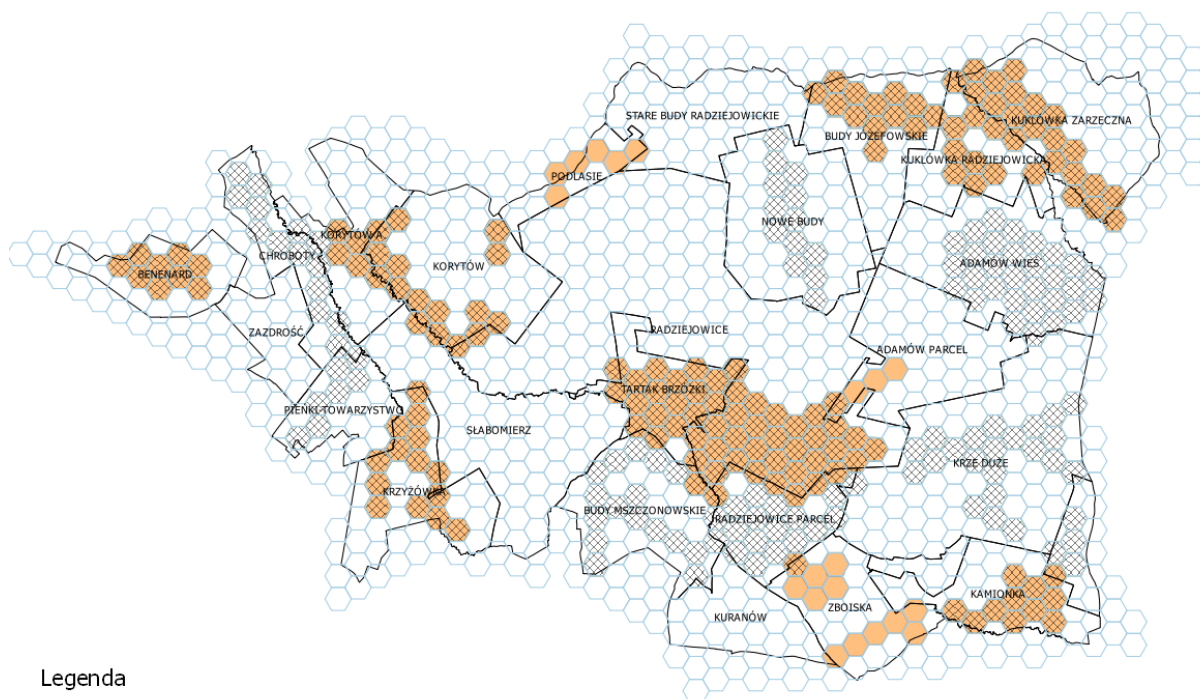 STARE BUDY RADZIEJOWICKIE
KUKLÓWKA ZARZECZNA
BUDY JÓZEFOWSKIE
KUKLÓWKA RADZIEJOWICKA
PODLASIE
NOWE BUDY
KORYTÓWKA
CHROBOTY
KORYTÓW
ADAMÓW WIEŚ
BENENARD
ZAZDROŚĆ
RADZIEJOWICE
ADAMÓW PARCEL
TARTAK BRZÓZKI
PIEŃKI TOWARZYSTWO
SŁABOMIERZ
KRZE DUŻE
KRZYŻÓWKA
BUDY MSZCZONOWSKIE
RADZIEJOWICE PARCEL
KAMIONKA
ZBOISKA
KURANÓW
Legenda